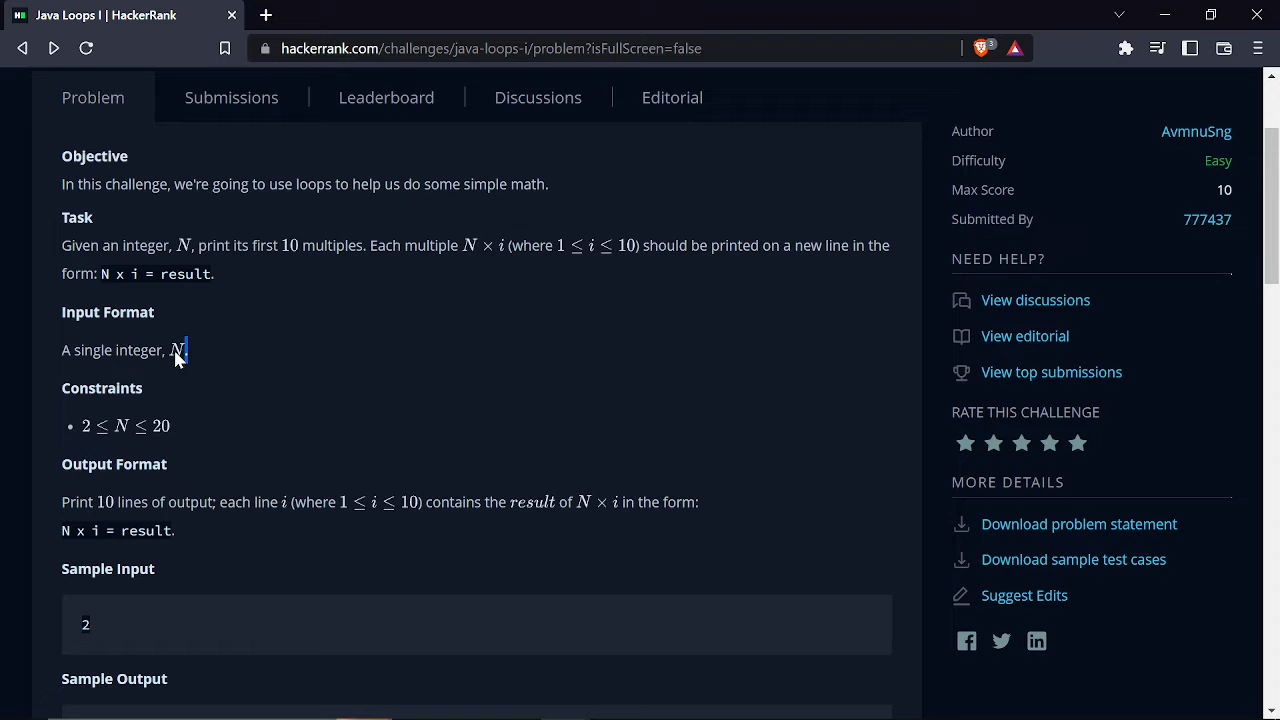 Java Loops I | HackerRank
hackerrank.com/challenges/java-loops-i/problem?isFullScreen=false
3
Problem
Submissions
Leaderboard
Discussions
Editorial
Objective
In this challenge, we're going to use loops to help us do some simple math.
Task
Given an integer, N, print its first 10 multiples. Each multiple N × i (where 1 ≤ i ≤ 10) should be printed on a new line in the
form: N x i = result.
Input Format
A single integer, N.
Constraints
• 2 ≤ N ≤ 20
Output Format
Print 10 lines of output; each line i (where 1 ≤ i ≤ 10) contains the result of N × i in the form:
N x i = result.
Sample Input
2
Sample Output
Author AvmnuSng
Difficulty Easy
Max Score 10
Submitted By 777437
NEED HELP?
View discussions
View editorial
View top submissions
RATE THIS CHALLENGE
MORE DETAILS
Download problem statement
Download sample test cases
Suggest Edits